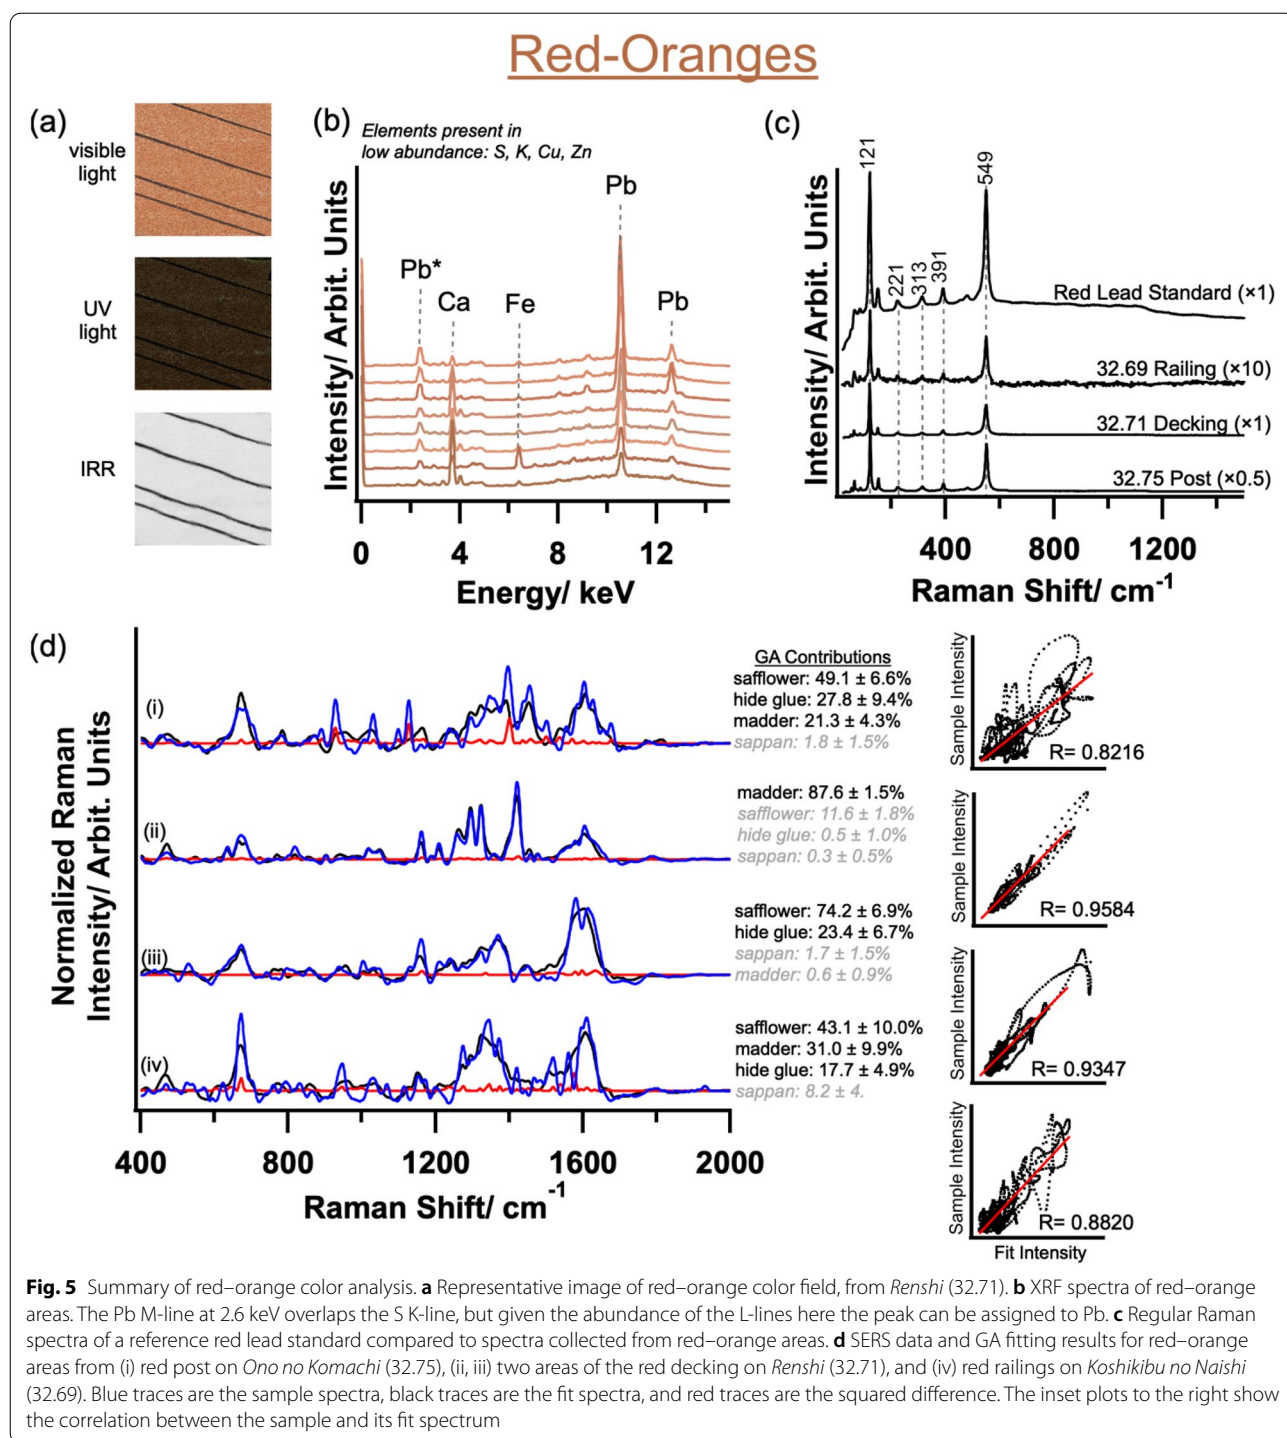 Red-Oranges
(a)
visible
light
UV
light
IRR
(b)
Elements present in
low abundance: S, K, Cu, Zn
Intensity/ Arbit. Units
Pb*
Ca
Fe
Pb
Pb
0
4
8
12
Energy/ keV
(c)
Intensity/ Arbit. Units
121
221
313
391
549
Red Lead Standard (×1)
32.69 Railing (×10)
32.71 Decking (×1)
32.75 Post (×0.5)
400
800
1200
Raman Shift/ cm⁻¹
(d)
Normalized Raman
Intensity/ Arbit. Units
(i)
(ii)
(iii)
(iv)
400
800
1200
1600
2000
Raman Shift/ cm⁻¹
GA Contributions
safflower: 49.1 ± 6.6%
hide glue: 27.8 ± 9.4%
madder: 21.3 ± 4.3%
sappan: 1.8 ± 1.5%
madder: 87.6 ± 1.5%
safflower: 11.6 ± 1.8%
hide glue: 0.5 ± 1.0%
sappan: 0.3 ± 0.5%
safflower: 74.2 ± 6.9%
hide glue: 23.4 ± 6.7%
sappan: 1.7 ± 1.5%
madder: 0.6 ± 0.9%
safflower: 43.1 ± 10.0%
madder: 31.0 ± 9.9%
hide glue: 17.7 ± 4.9%
sappan: 8.2 ± 4.
Sample Intensity
R= 0.8216
Sample Intensity
R= 0.9584
Sample Intensity
R= 0.9347
Sample Intensity
R= 0.8820
Fit Intensity
Fig. 5 Summary of red–orange color analysis. a Representative image of red–orange color field, from Renshi (32.71). b XRF spectra of red–orange
areas. The Pb M-line at 2.6 keV overlaps the S K-line, but given the abundance of the L-lines here the peak can be assigned to Pb. c Regular Raman
spectra of a reference red lead standard compared to spectra collected from red–orange areas. d SERS data and GA fitting results for red–orange
areas from (i) red post on Ono no Komachi (32.75), (ii, iii) two areas of the red decking on Renshi (32.71), and (iv) red railings on Koshikibu no Naishi
(32.69). Blue traces are the sample spectra, black traces are the fit spectra, and red traces are the squared difference. The inset plots to the right show
the correlation between the sample and its fit spectrum